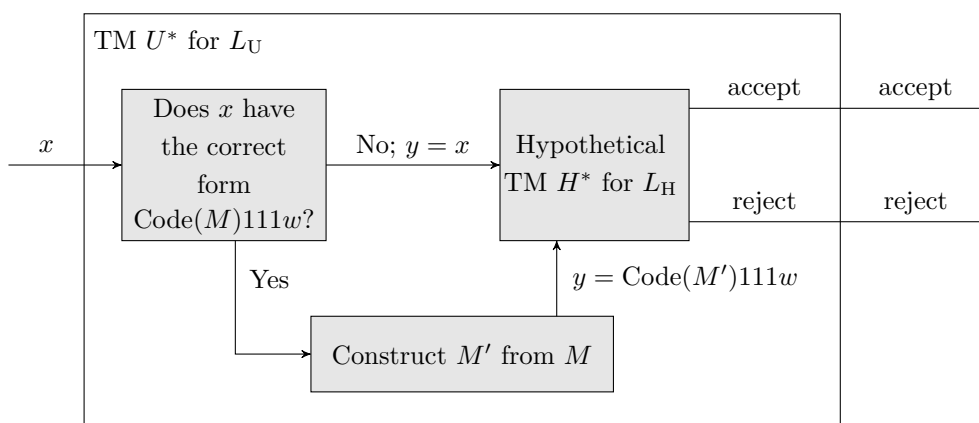 TM U* for L_U
x
Does x have
the correct
form
Code(M)111w?
No; y = x
Hypothetical
TM H* for L_H
accept
accept
reject
reject
Yes
y = Code(M′)111w
Construct M′ from M